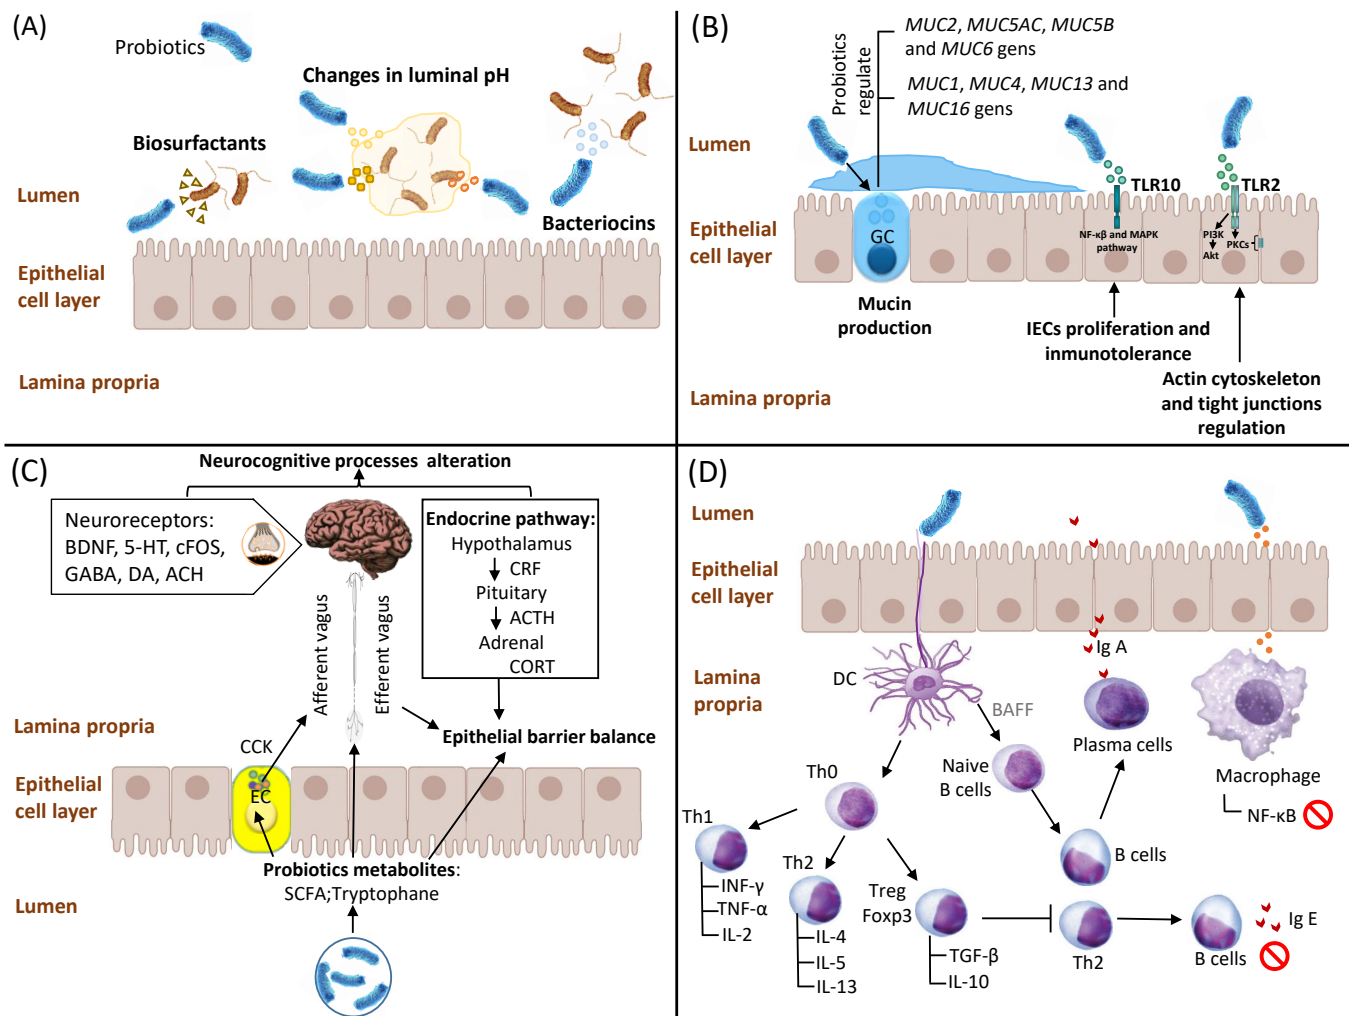 (A)
Probiotics
Changes in luminal pH
Biosurfactants
Lumen
Bacteriocins
Epithelial
cell layer
Lamina propria
(B)
Probiotics
regulate
MUC2, MUC5AC, MUC5B
and MUC6 gens
MUC1, MUC4, MUC13 and
MUC16 gens
Lumen
TLR10
TLR2
Epithelial
cell layer
GC
NF-κβ and MAPK
pathway
PI3K
Akt
PKCs
Mucin
production
IECs proliferation and
inmunotolerance
Actin cytoskeleton
and tight junctions
regulation
Lamina propria
(C)
Neurocognitive processes alteration
Neuroreceptors:
BDNF, 5-HT, cFOS,
GABA, DA, ACH
Endocrine pathway:
Hypothalamus
CRF
Pituitary
ACTH
Adrenal
CORT
Afferent vagus
Efferent vagus
Lamina propria
CCK
Epithelial barrier balance
Epithelial
cell layer
EC
Probiotics metabolites:
SCFA;Tryptophane
Lumen
(D)
Lumen
Epithelial
cell layer
Ig A
Lamina
propria
DC
BAFF
Plasma cells
Macrophage
NF-κB
Th0
Naive
B cells
Th1
INF-γ
TNF-α
IL-2
Th2
IL-4
IL-5
IL-13
Treg
Foxp3
TGF-β
IL-10
B cells
Th2
B cells
Ig E